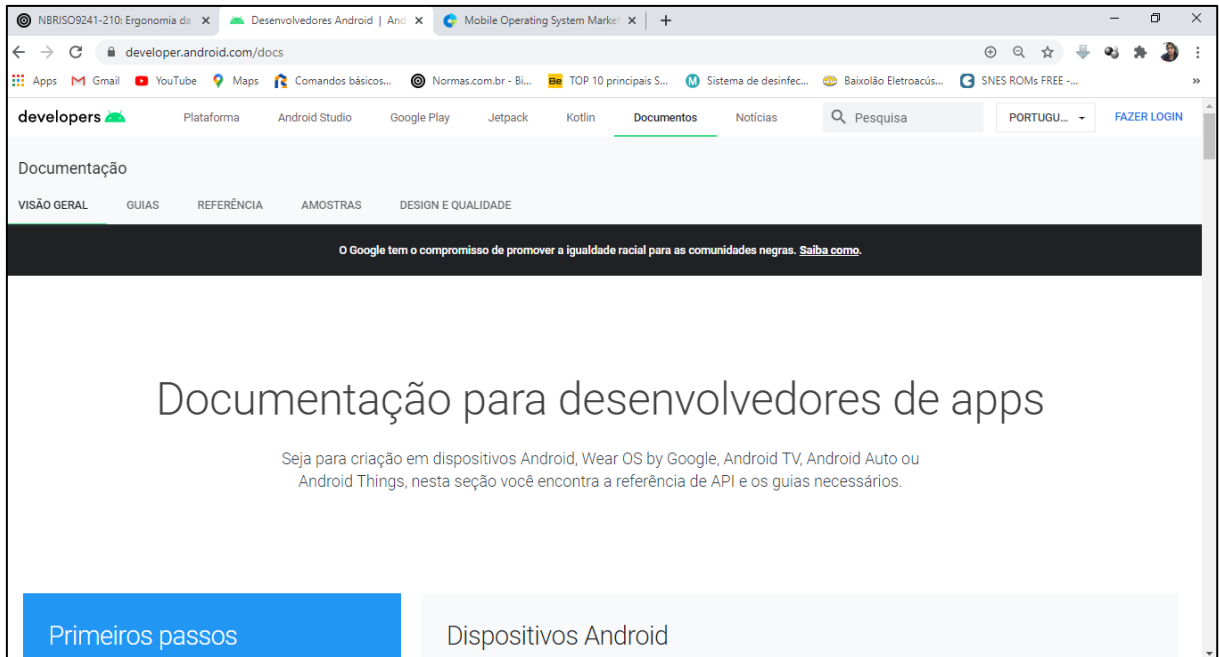 NBRISO9241-210: Ergonomia da
Desenvolvedores Android | And
Mobile Operating System Market
developer.android.com/docs
Apps Gmail YouTube Maps Comandos básicos... Normas.com.br - Bi... TOP 10 principais S... Sistema de desinfec... Baixolão Eletroacús... SNES ROMs FREE -... »
developers Plataforma Android Studio Google Play Jetpack Kotlin Documentos Notícias Pesquisa PORTUGU... FAZER LOGIN
Documentação
VISÃO GERAL GUIAS REFERÊNCIA AMOSTRAS DESIGN E QUALIDADE
O Google tem o compromisso de promover a igualdade racial para as comunidades negras. Saiba como.
Documentação para desenvolvedores de apps
Seja para criação em dispositivos Android, Wear OS by Google, Android TV, Android Auto ou
Android Things, nesta seção você encontra a referência de API e os guias necessários.
Primeiros passos
Dispositivos Android